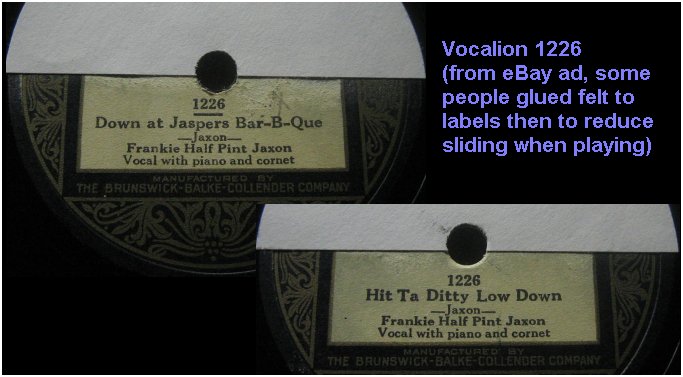 Vocalion 1226
(from eBay ad, some
people glued felt to
labels then to reduce
sliding when playing)
1226
Down at Jaspers Bar-B-Que
—Jaxon—
Frankie Half Pint Jaxon
Vocal with piano and cornet
MANUFACTURED BY
THE BRUNSWICK-BALKE-COLLENDER COMPANY
1226
Hit Ta Ditty Low Down
—Jaxon—
Frankie Half Pint Jaxon
Vocal with piano and cornet
MANUFACTURED BY
THE BRUNSWICK-BALKE-COLLENDER COMPANY